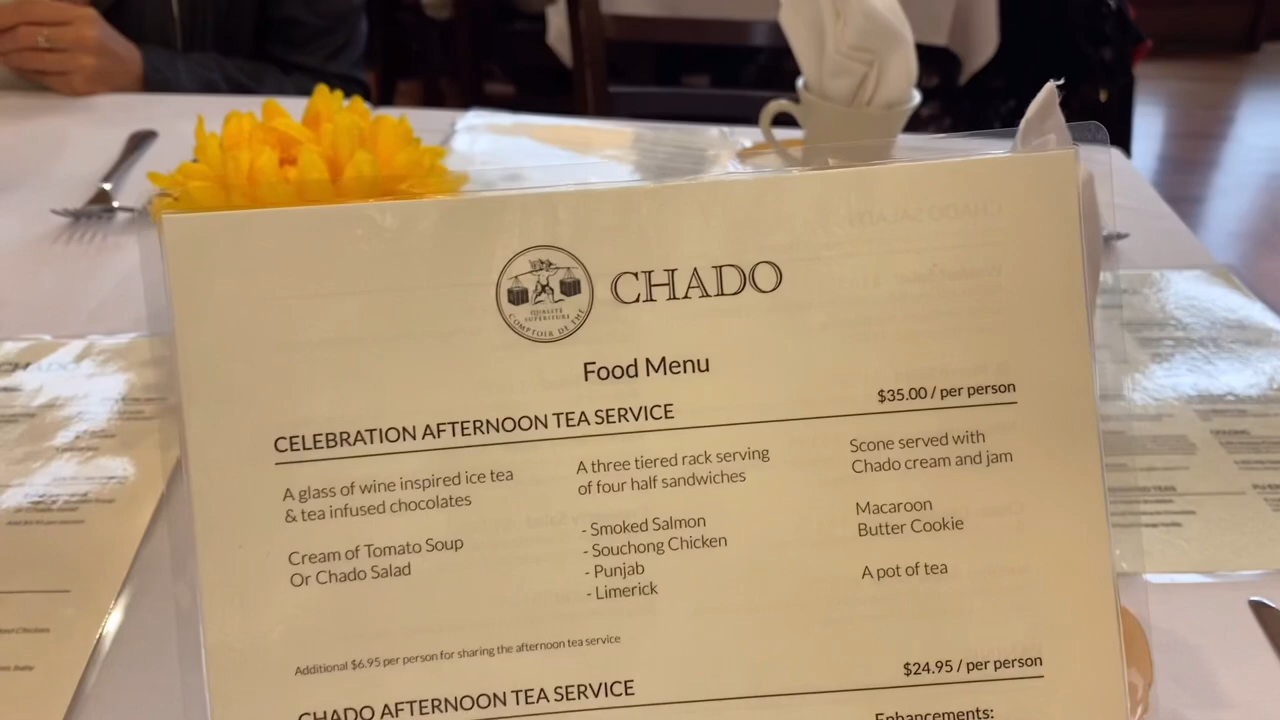 CHADO
QUALITÉ
SUPÉRIEURE
COMPTOIR DE THÉ
Food Menu
CELEBRATION AFTERNOON TEA SERVICE
$35.00 / per person
A glass of wine inspired ice tea
& tea infused chocolates
Cream of Tomato Soup
Or Chado Salad
A three tiered rack serving
of four half sandwiches
- Smoked Salmon
- Souchong Chicken
- Punjab
- Limerick
Scone served with
Chado cream and jam
Macaroon
Butter Cookie
A pot of tea
Additional $6.95 per person for sharing the afternoon tea service
CHADO AFTERNOON TEA SERVICE
$24.95 / per person
Enhancements: